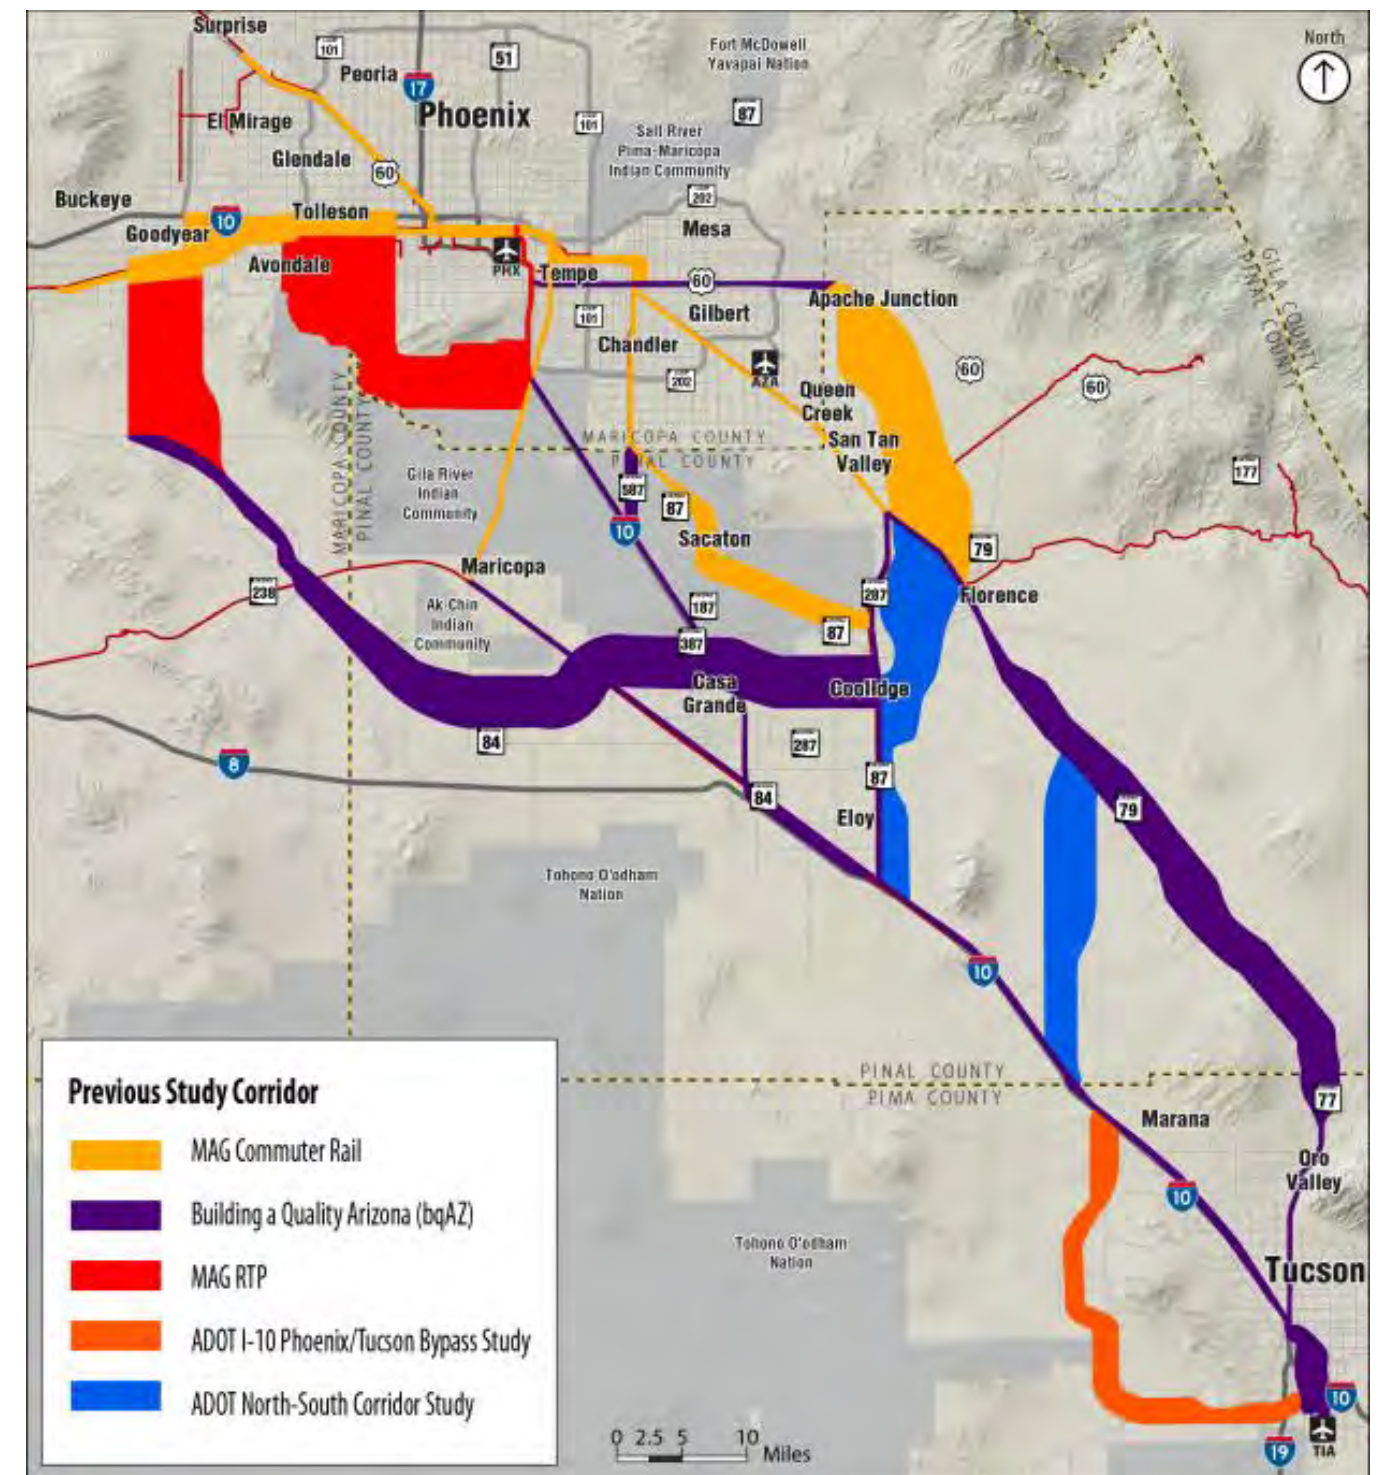 Surprise
LOOP 101
Peoria
17
51
Fort McDowell
Yavapai Nation
North
El Mirage
Phoenix
101
87
Salt River
Pima-Maricopa
Indian Community
Glendale
60
Buckeye
Tolleson
202
Goodyear
10
Mesa
Avondale
PHX
Tempe
60
Apache Junction
GILA COUNTY
PINAL COUNTY
101
Gilbert
Chandler
202
AZA
60
60
Queen
Creek
San Tan
Valley
MARICOPA COUNTY
PINAL COUNTY
MARICOPA COUNTY
PINAL COUNTY
177
Gila River
Indian
Community
587
87
10
Sacaton
79
Maricopa
238
Ak-Chin
Indian
Community
187
287
Florence
87
387
Casa
Grande
Coolidge
84
287
8
87
84
79
Eloy
Tohono O'odham
Nation
10
PINAL COUNTY
PIMA COUNTY
77
Marana
Oro
Valley
10
Tohono O'odham
Nation
Tucson
10
19
TIA
Previous Study Corridor
MAG Commuter Rail
Building a Quality Arizona (bqAZ)
MAG RTP
ADOT I-10 Phoenix/Tucson Bypass Study
ADOT North-South Corridor Study
0 2.5 5 10
Miles